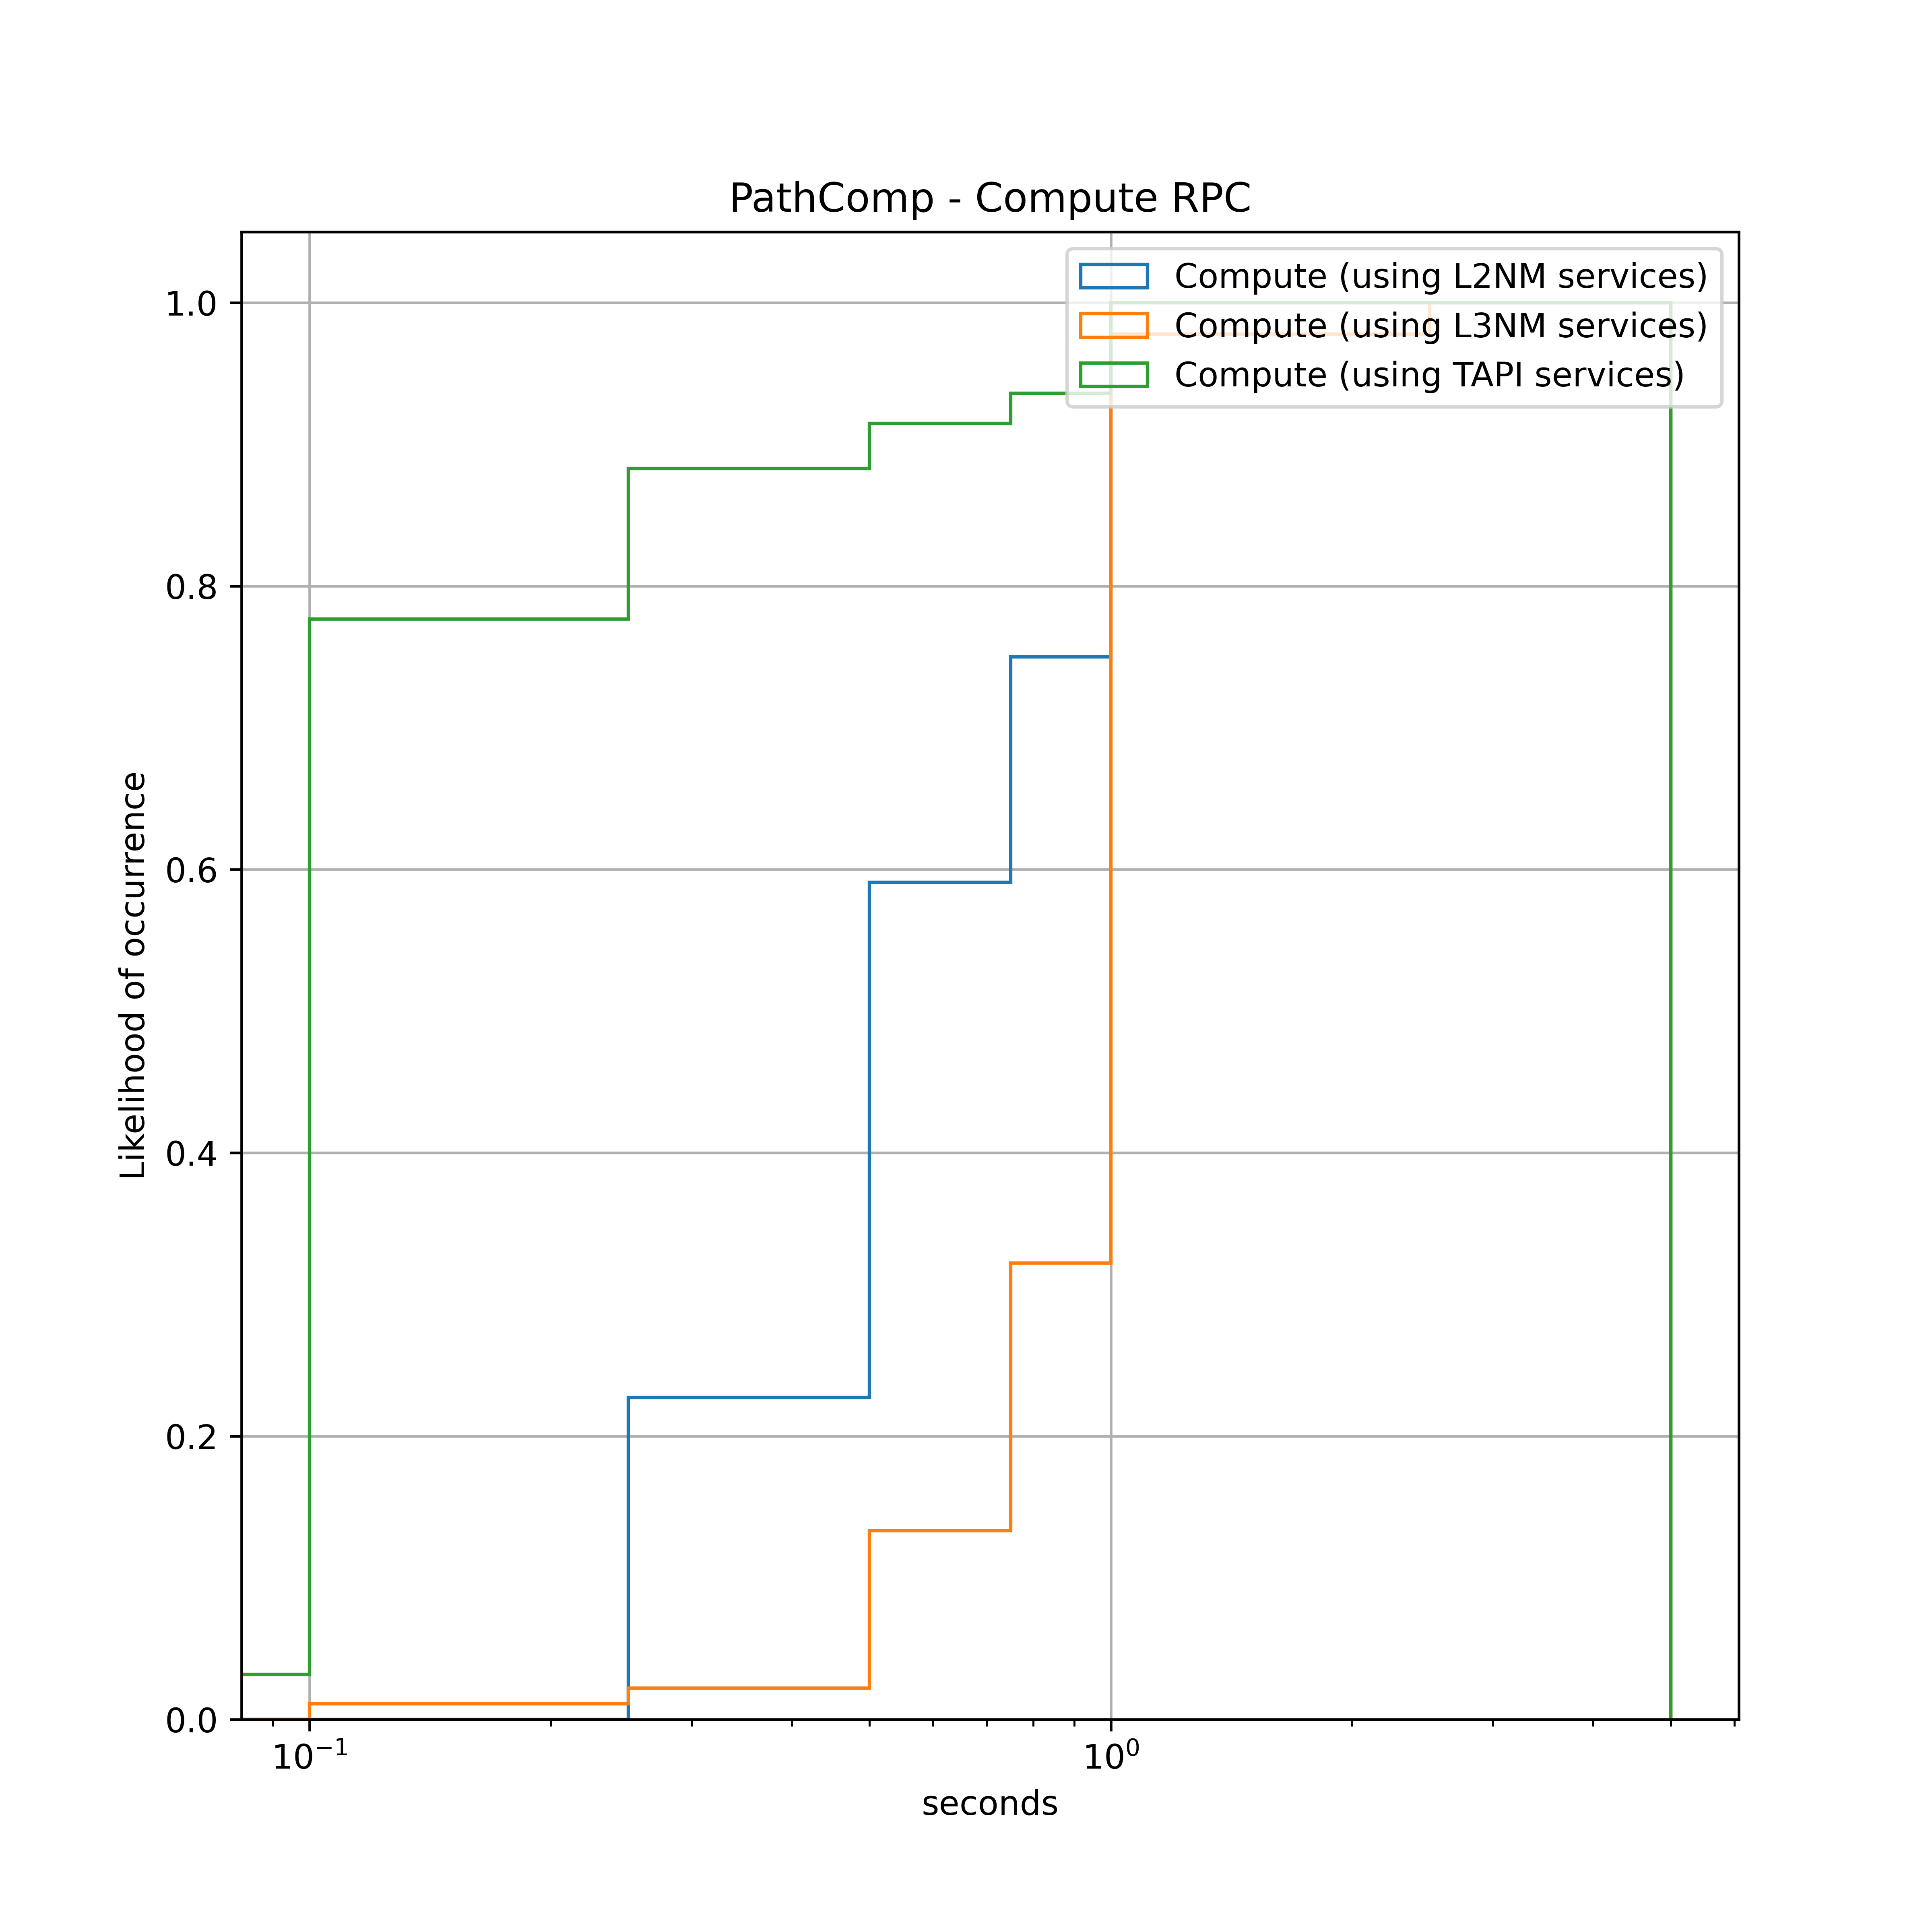 PathComp - Compute RPC
Compute (using L2NM services)
Compute (using L3NM services)
Compute (using TAPI services)
1.0
0.8
0.6
0.4
0.2
0.0
Likelihood of occurrence
10⁻¹
10⁰
seconds